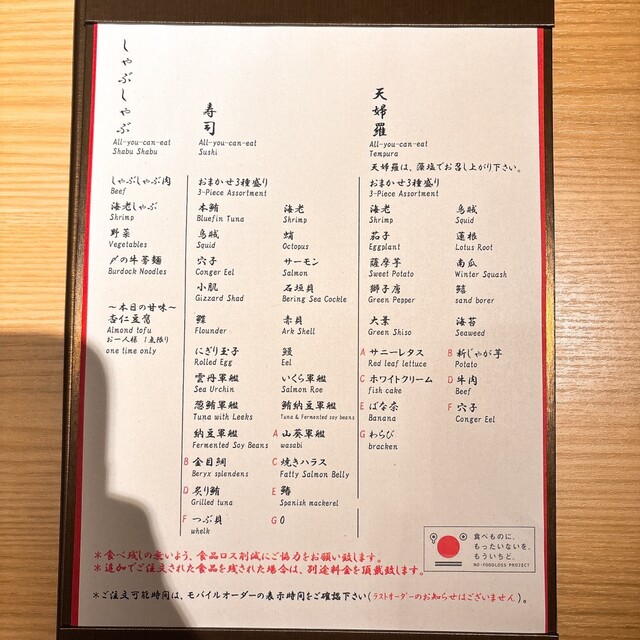 しゃぶしゃぶ
All-you-can-eat
Shabu Shabu
しゃぶしゃぶ肉
Beef
海老しゃぶ
Shrimp
野菜
Vegetables
〆の牛蒡麺
Burdock Noodles
～本日の甘味～
杏仁豆腐
Almond tofu
お一人様 1点限り
one time only
寿司
All-you-can-eat
Sushi
おまかせ3種盛り
3-Piece Assortment
本鮪
Bluefin Tuna
海老
Shrimp
烏賊
Squid
蛸
Octopus
穴子
Conger Eel
サーモン
Salmon
小肌
Gizzard Shad
石垣貝
Bering Sea Cockle
鰈
Flounder
赤貝
Ark Shell
にぎり玉子
Rolled Egg
鰻
Eel
雲丹軍艦
Sea Urchin
いくら軍艦
Salmon Roe
葱鮪軍艦
Tuna with Leeks
鮪納豆軍艦
Tuna & Fermented soy beans
納豆軍艦
Fermented Soy Beans
A 山葵軍艦
wasabi
B 金目鯛
Beryx splendens
C 焼きハラス
Fatty Salmon Belly
D 炙り鮪
Grilled tuna
E 鰆
Spanish mackerel
F つぶ貝
whelk
G 0
天婦羅
All-you-can-eat
Tempura
天婦羅は、藻塩でお召し上がり下さい。
おまかせ3種盛り
3-Piece Assortment
海老
Shrimp
烏賊
Squid
茄子
Eggplant
蓮根
Lotus Root
薩摩芋
Sweet Potato
南瓜
Winter Squash
獅子唐
Green Pepper
鱚
sand borer
大葉
Green Shiso
海苔
Seaweed
A サニーレタス
Red leaf lettuce
B 新じゃが芋
Potato
C ホワイトクリーム
fish cake
D 牛肉
Beef
E ばな奈
Banana
F 穴子
Conger Eel
G わらび
bracken
食べものに、
もったいないを、
もういちど。
NO-FOODLOSS PROJECT
＊食べ残しの無いよう、食品ロス削減にご協力をお願い致します。
＊追加でご注文された食品を残された場合は、別途料金を頂戴致します。
＊ご注文可能時間は、モバイルオーダーの表示時間をご確認下さい(ラストオーダーのお知らせはございません)。